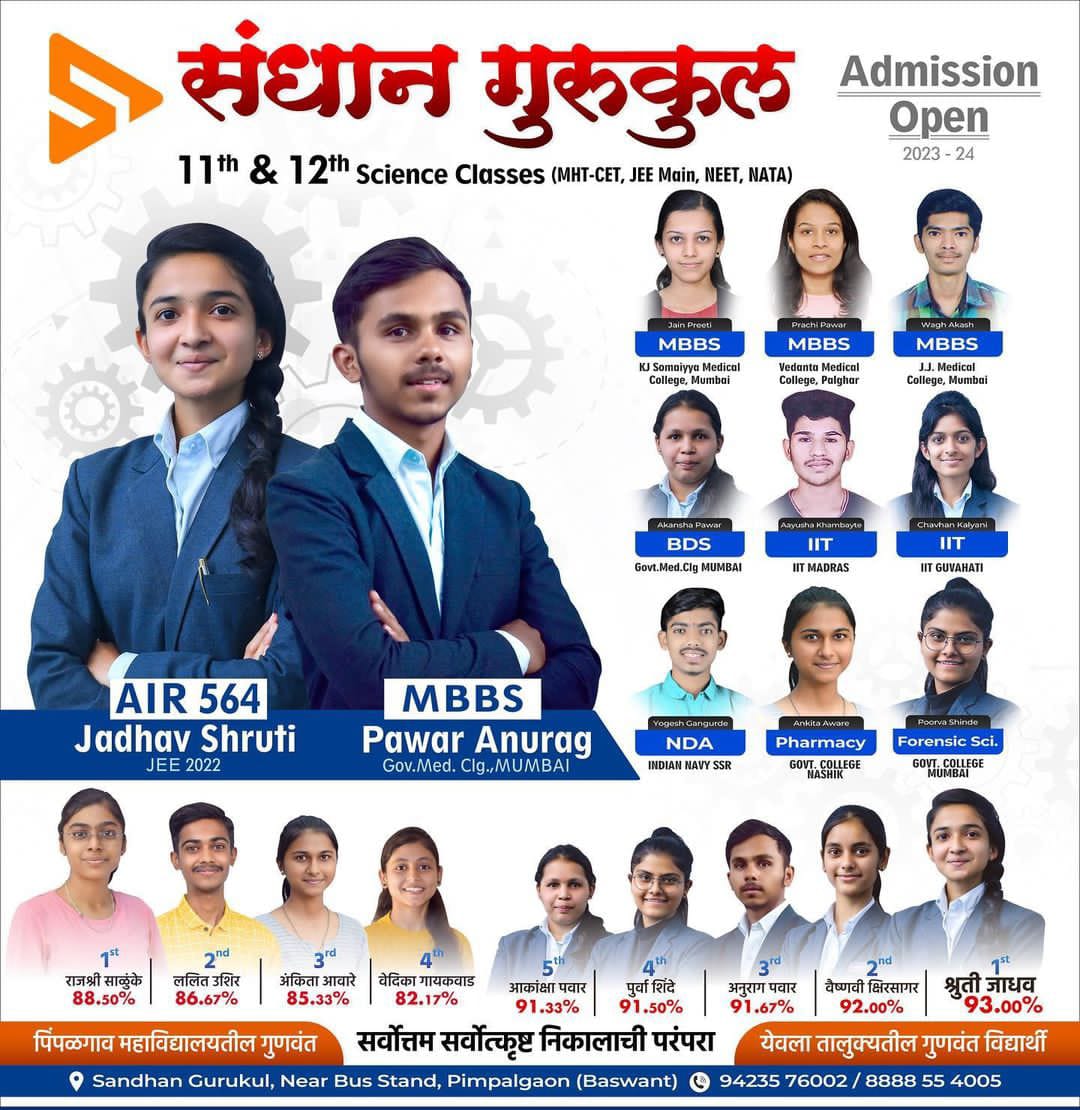 संधान गुरुकुल
Admission
Open
2023 - 24
11th & 12th Science Classes (MHT-CET, JEE Main, NEET, NATA)
Jain Preeti
MBBS
KJ Somaiyya Medical
College, Mumbai
Prachi Pawar
MBBS
Vedanta Medical
College, Palghar
Wagh Akash
MBBS
J.J. Medical
College, Mumbai
Akansha Pawar
BDS
Govt.Med.Clg MUMBAI
Aayusha Khambayte
IIT
IIT MADRAS
Chavhan Kalyani
IIT
IIT GUVAHATI
Yogesh Gangurde
NDA
INDIAN NAVY SSR
Ankita Aware
Pharmacy
GOVT. COLLEGE
NASHIK
Poorva Shinde
Forensic Sci.
GOVT. COLLEGE
MUMBAI
AIR 564
Jadhav Shruti
JEE 2022
MBBS
Pawar Anurag
Gov.Med. Clg.,MUMBAI
1st
राजश्री साळुंके
88.50%
2nd
ललित उशिर
86.67%
3rd
अंकिता आवारे
85.33%
4th
वेदिका गायकवाड
82.17%
5th
आकांक्षा पवार
91.33%
4th
पुर्वा शिंदे
91.50%
3rd
अनुराग पवार
91.67%
2nd
वैष्णवी क्षिरसागर
92.00%
1st
श्रुती जाधव
93.00%
पिंपळगाव महाविद्यालयतील गुणवंत
सर्वोत्तम सर्वोत्कृष्ट निकालाची परंपरा
येवला तालुक्यतील गुणवंत विद्यार्थी
Sandhan Gurukul, Near Bus Stand, Pimpalgaon (Baswant) 94235 76002 / 8888 55 4005